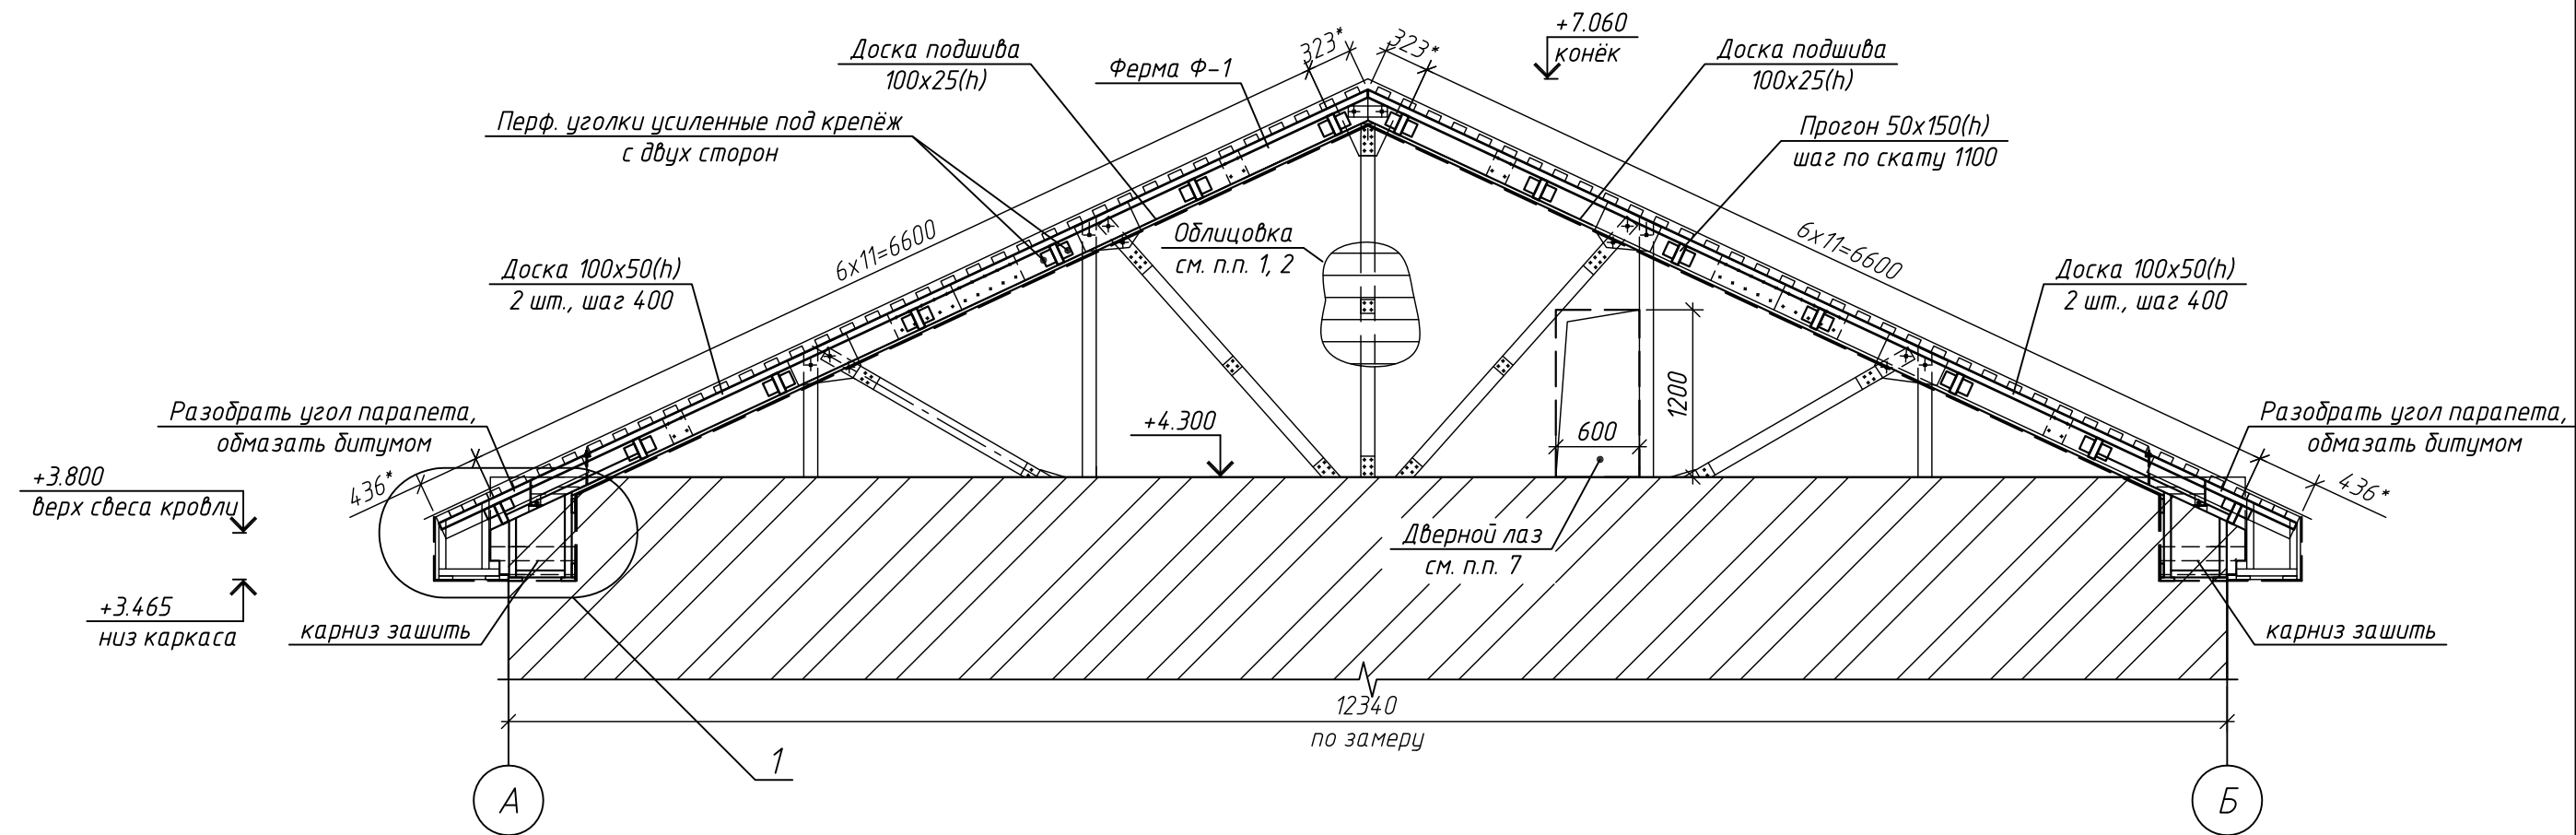 +7.060
конёк
323*
323*
Доска подшива
100х25(h)
Ферма Ф-1
Доска подшива
100х25(h)
Перф. уголки усиленные под крепёж
с двух сторон
Прогон 50х150(h)
шаг по скату 1100
6х11=6600
Облицовка
см. п.п. 1, 2
6х11=6600
Доска 100х50(h)
2 шт., шаг 400
Доска 100х50(h)
2 шт., шаг 400
1200
600
+4.300
Разобрать угол парапета,
обмазать битумом
Разобрать угол парапета,
обмазать битумом
436*
436*
+3.800
верх свеса кровли
Дверной лаз
см. п.п. 7
+3.465
низ каркаса
карниз зашить
карниз зашить
12340
по замеру
1
А
Б